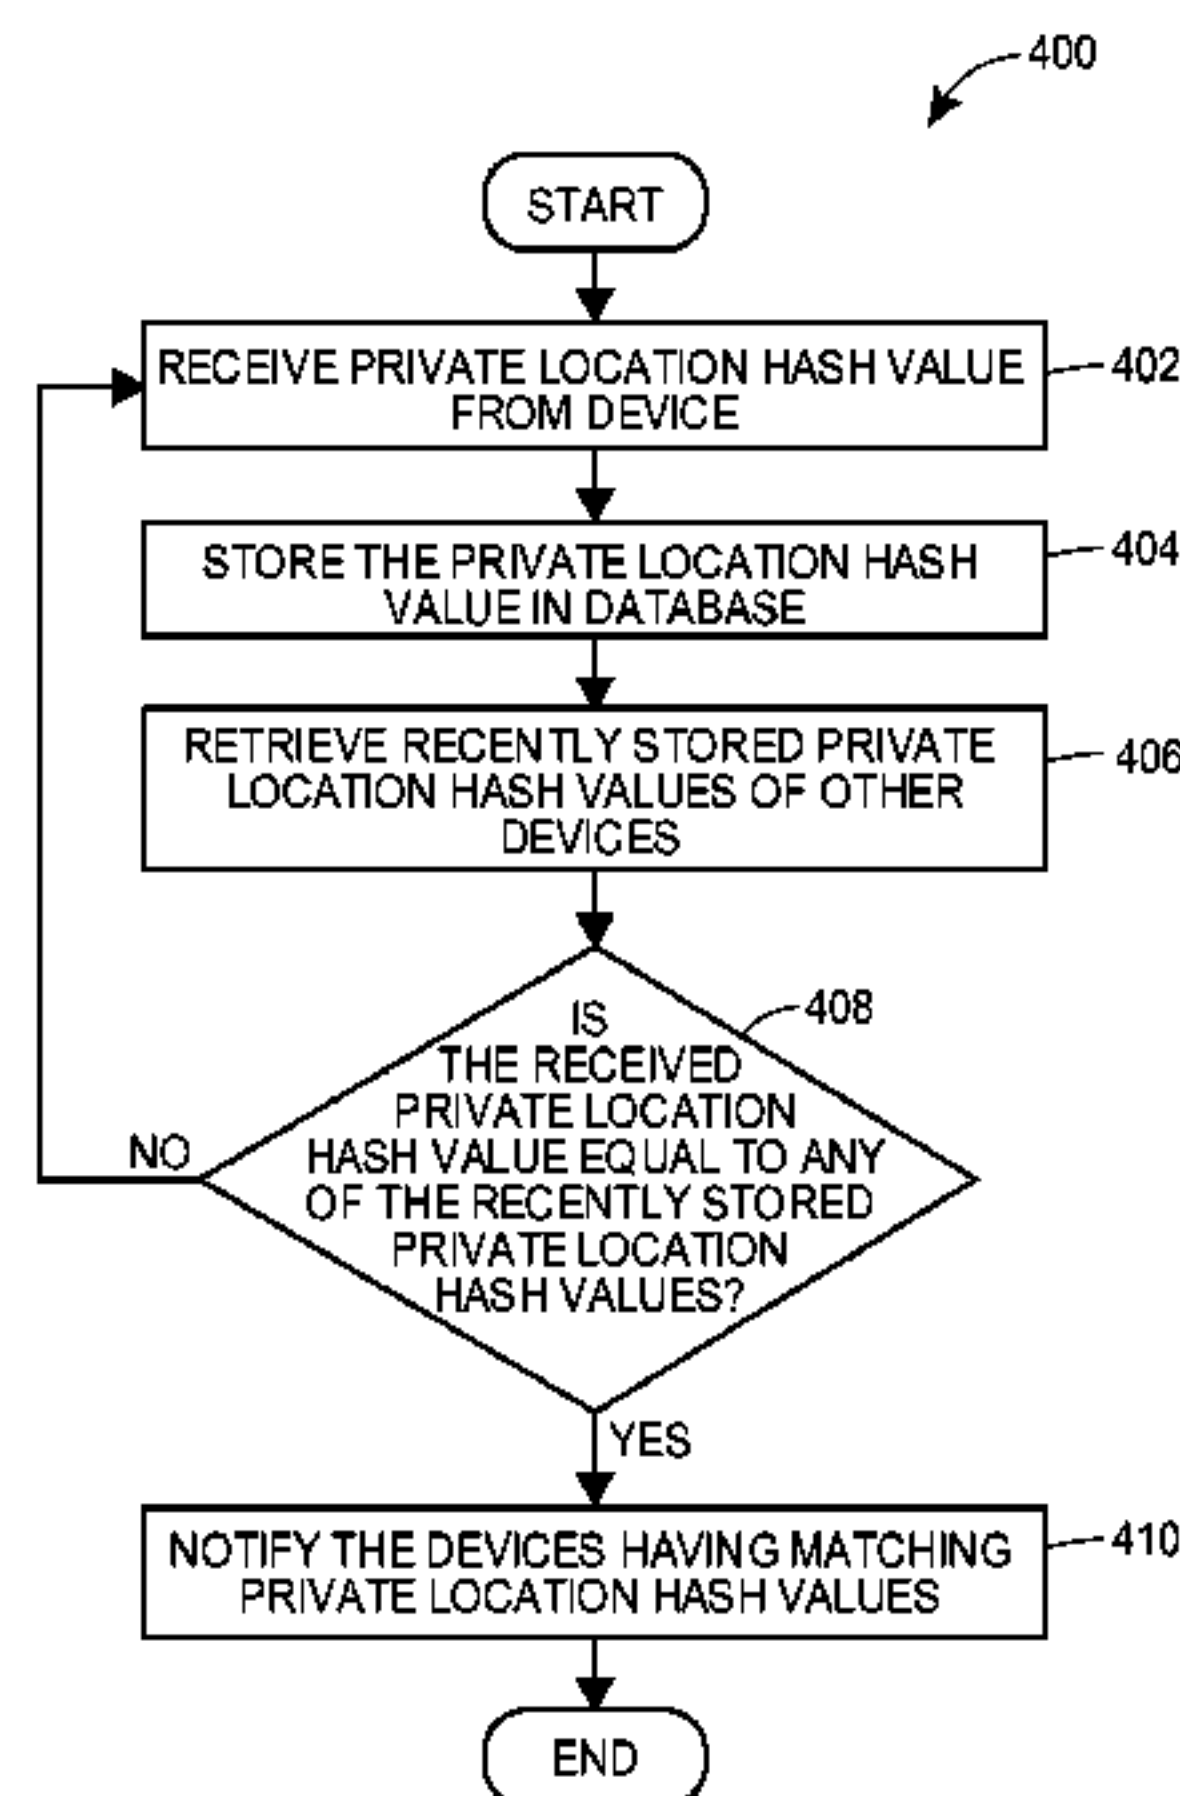 400
START
RECEIVE PRIVATE LOCATION HASH VALUE
FROM DEVICE
402
STORE THE PRIVATE LOCATION HASH
VALUE IN DATABASE
404
RETRIEVE RECENTLY STORED PRIVATE
LOCATION HASH VALUES OF OTHER
DEVICES
406
IS
THE RECEIVED
PRIVATE LOCATION
HASH VALUE EQUAL TO ANY
OF THE RECENTLY STORED
PRIVATE LOCATION
HASH VALUES?
408
NO
YES
NOTIFY THE DEVICES HAVING MATCHING
PRIVATE LOCATION HASH VALUES
410
END